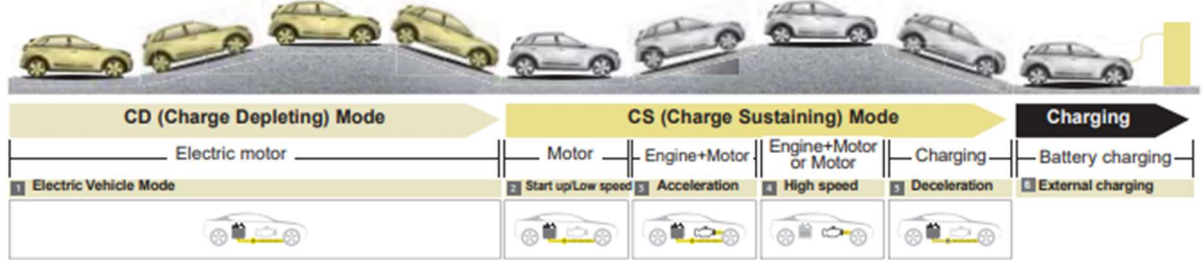 CD (Charge Depleting) Mode
CS (Charge Sustaining) Mode
Charging
Electric motor
Motor
Engine+Motor
Engine+Motor
or Motor
Charging
Battery charging
1 Electric Vehicle Mode
2 Start up/Low speed
3 Acceleration
4 High speed
5 Deceleration
6 External charging